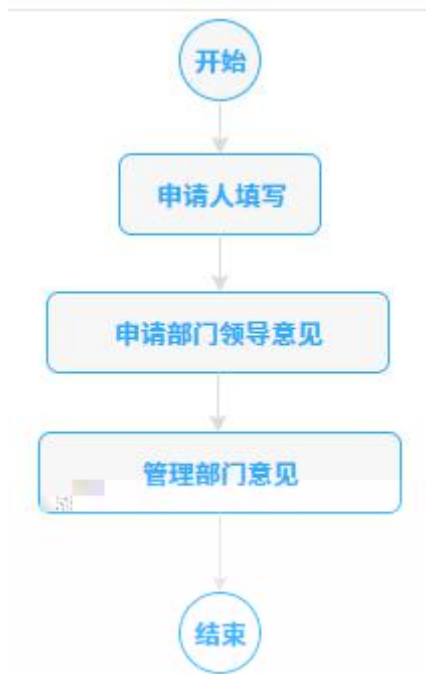 开始
申请人填写
申请部门领导意见
管理部门意见
结束